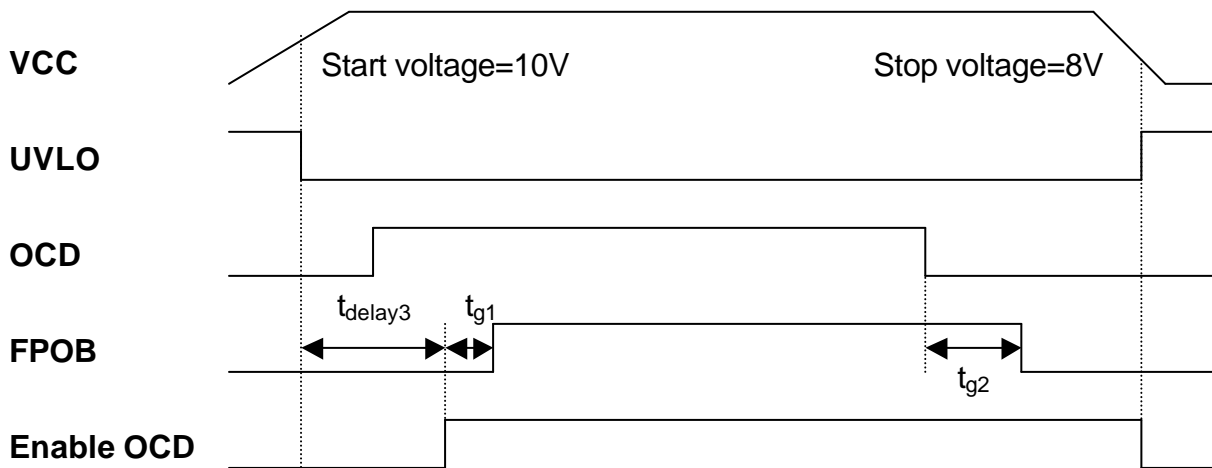 VCC
Start voltage=10V
Stop voltage=8V
UVLO
OCD
tdelay3
tg1
FPOB
tg2
Enable OCD